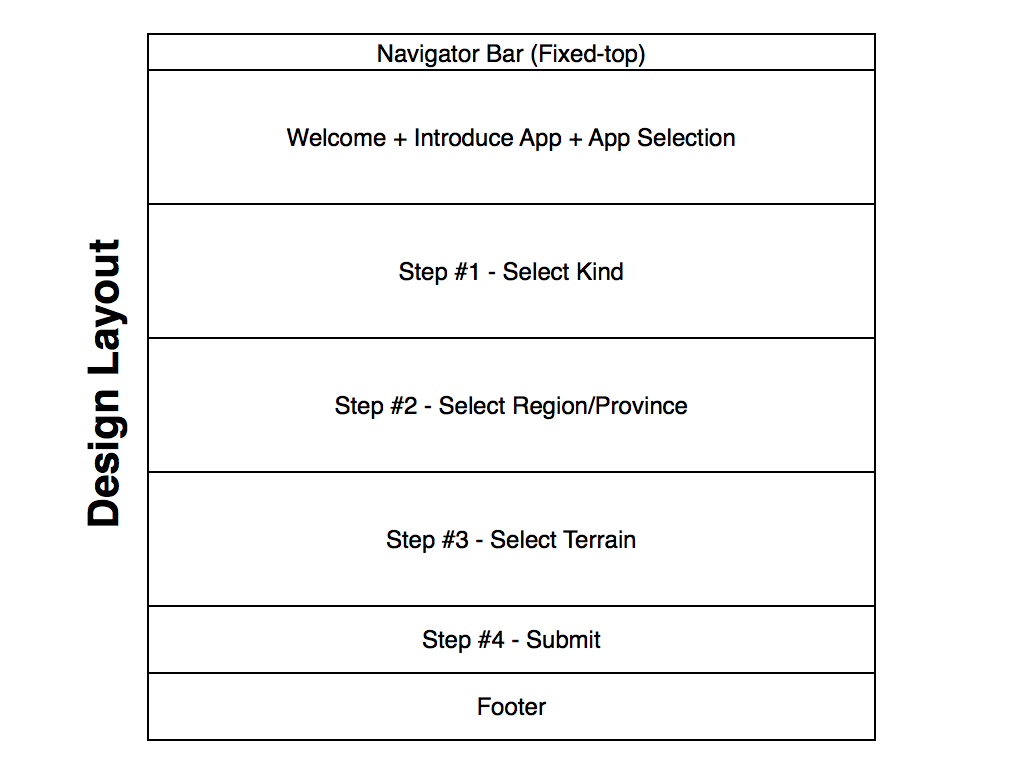 Design Layout
Navigator Bar (Fixed-top)
Welcome + Introduce App + App Selection
Step #1 - Select Kind
Step #2 - Select Region/Province
Step #3 - Select Terrain
Step #4 - Submit
Footer